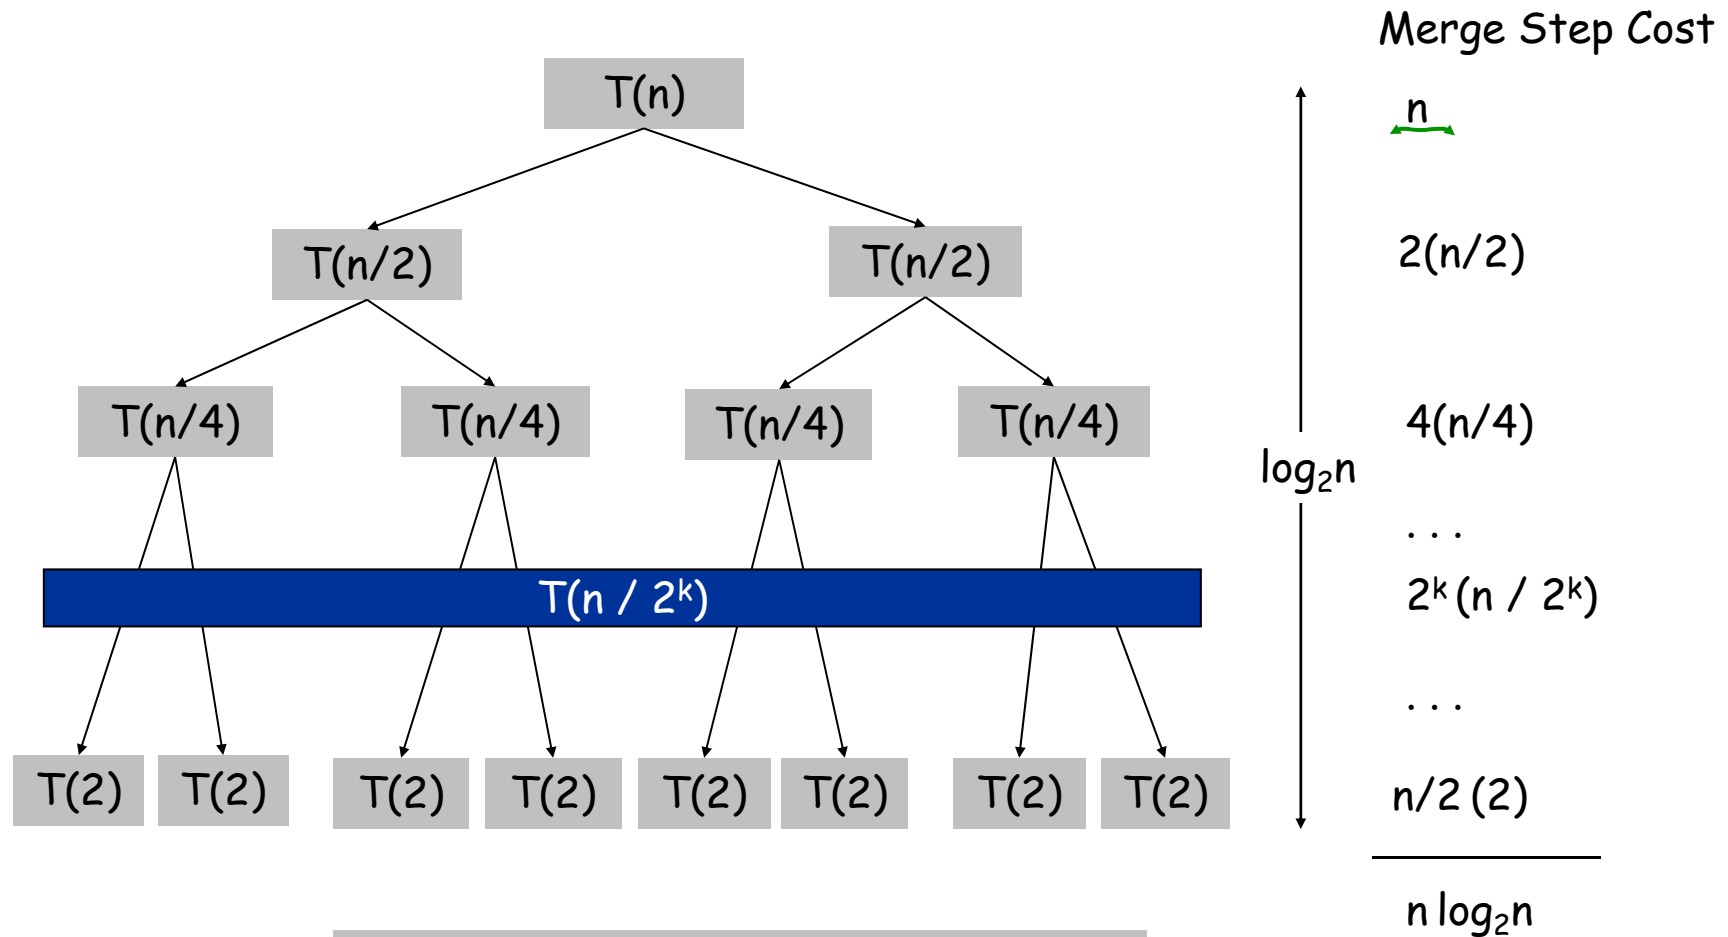 Merge Step Cost
T(n)
n
T(n/2) T(n/2)
2(n/2)
T(n/4) T(n/4) T(n/4) T(n/4)
4(n/4)
log₂n
. . .
T(n / 2ᵏ)
2ᵏ (n / 2ᵏ)
. . .
T(2) T(2) T(2) T(2) T(2) T(2) T(2) T(2)
n/2 (2)
n log₂n